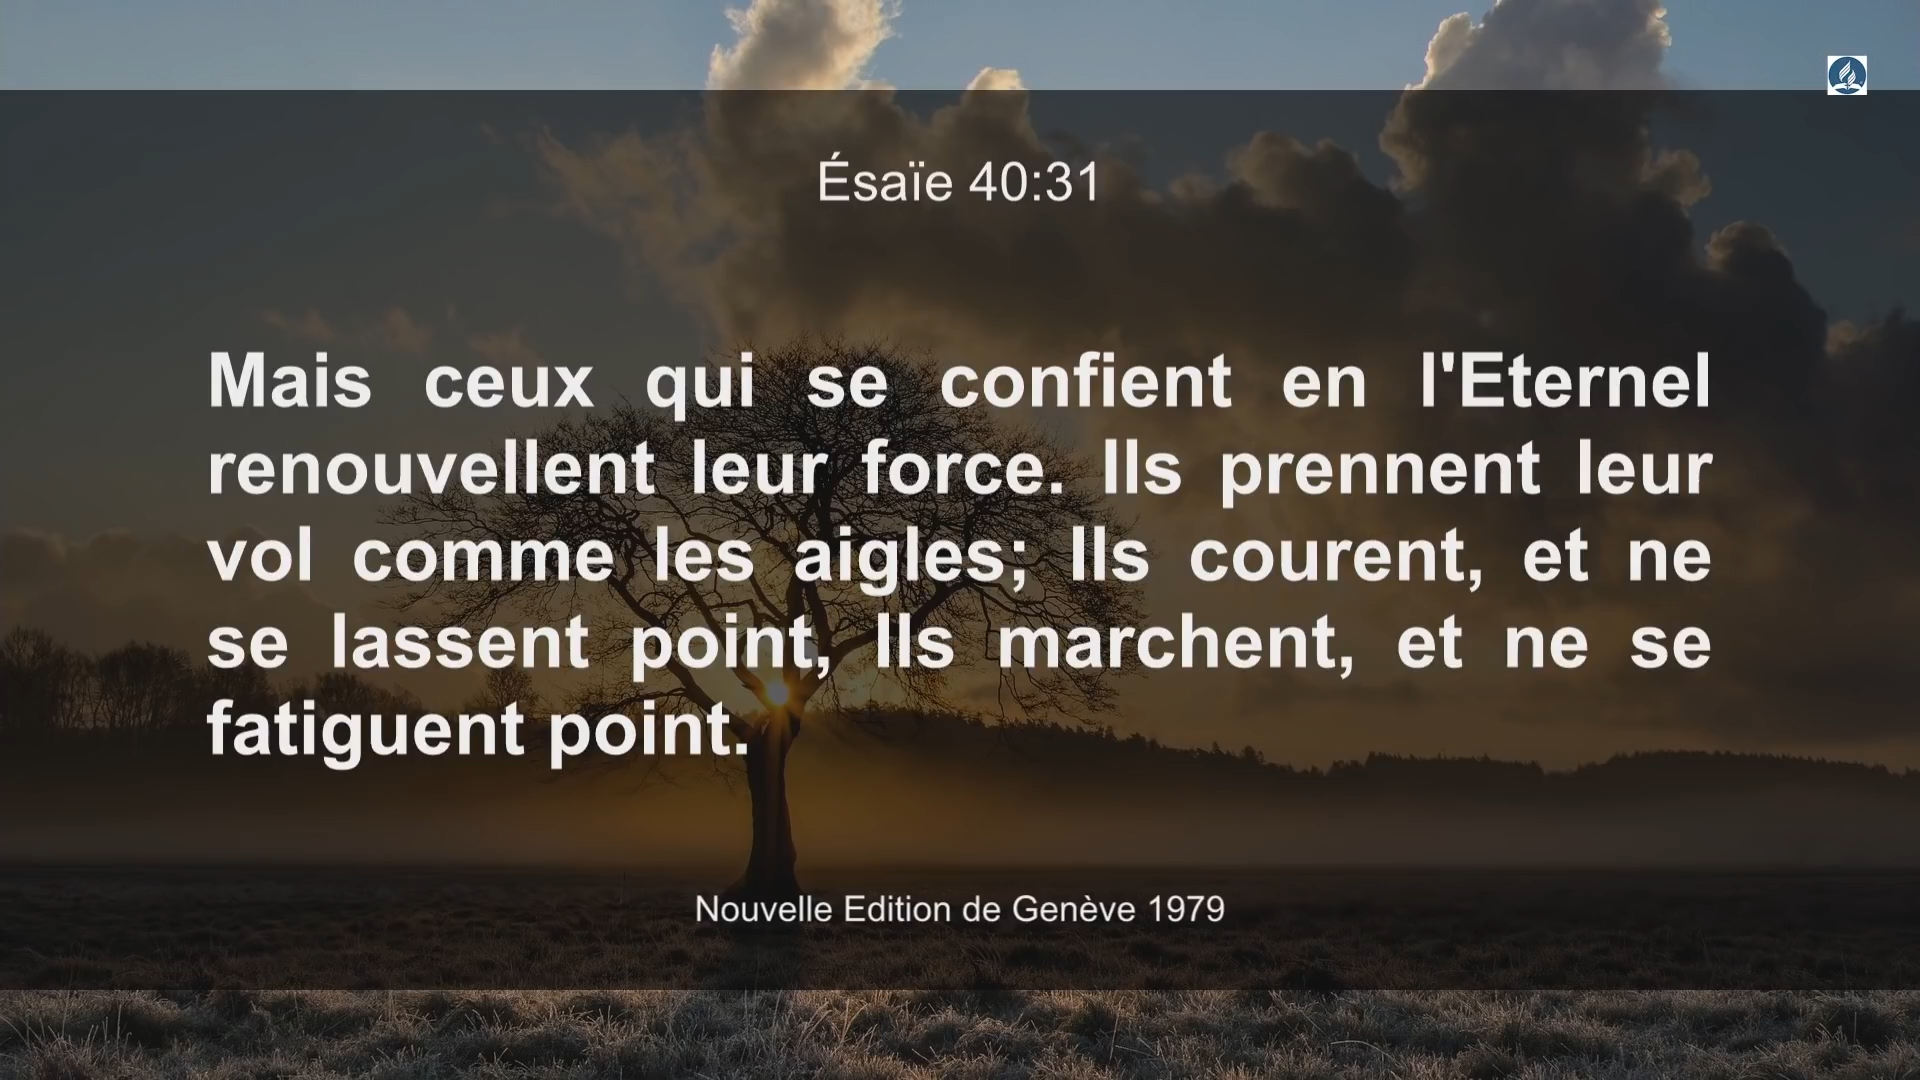 Ésaïe 40:31
Mais ceux qui se confient en l'Eternel
renouvellent leur force. Ils prennent leur
vol comme les aigles; Ils courent, et ne
se lassent point, Ils marchent, et ne se
fatiguent point.
Nouvelle Edition de Genève 1979